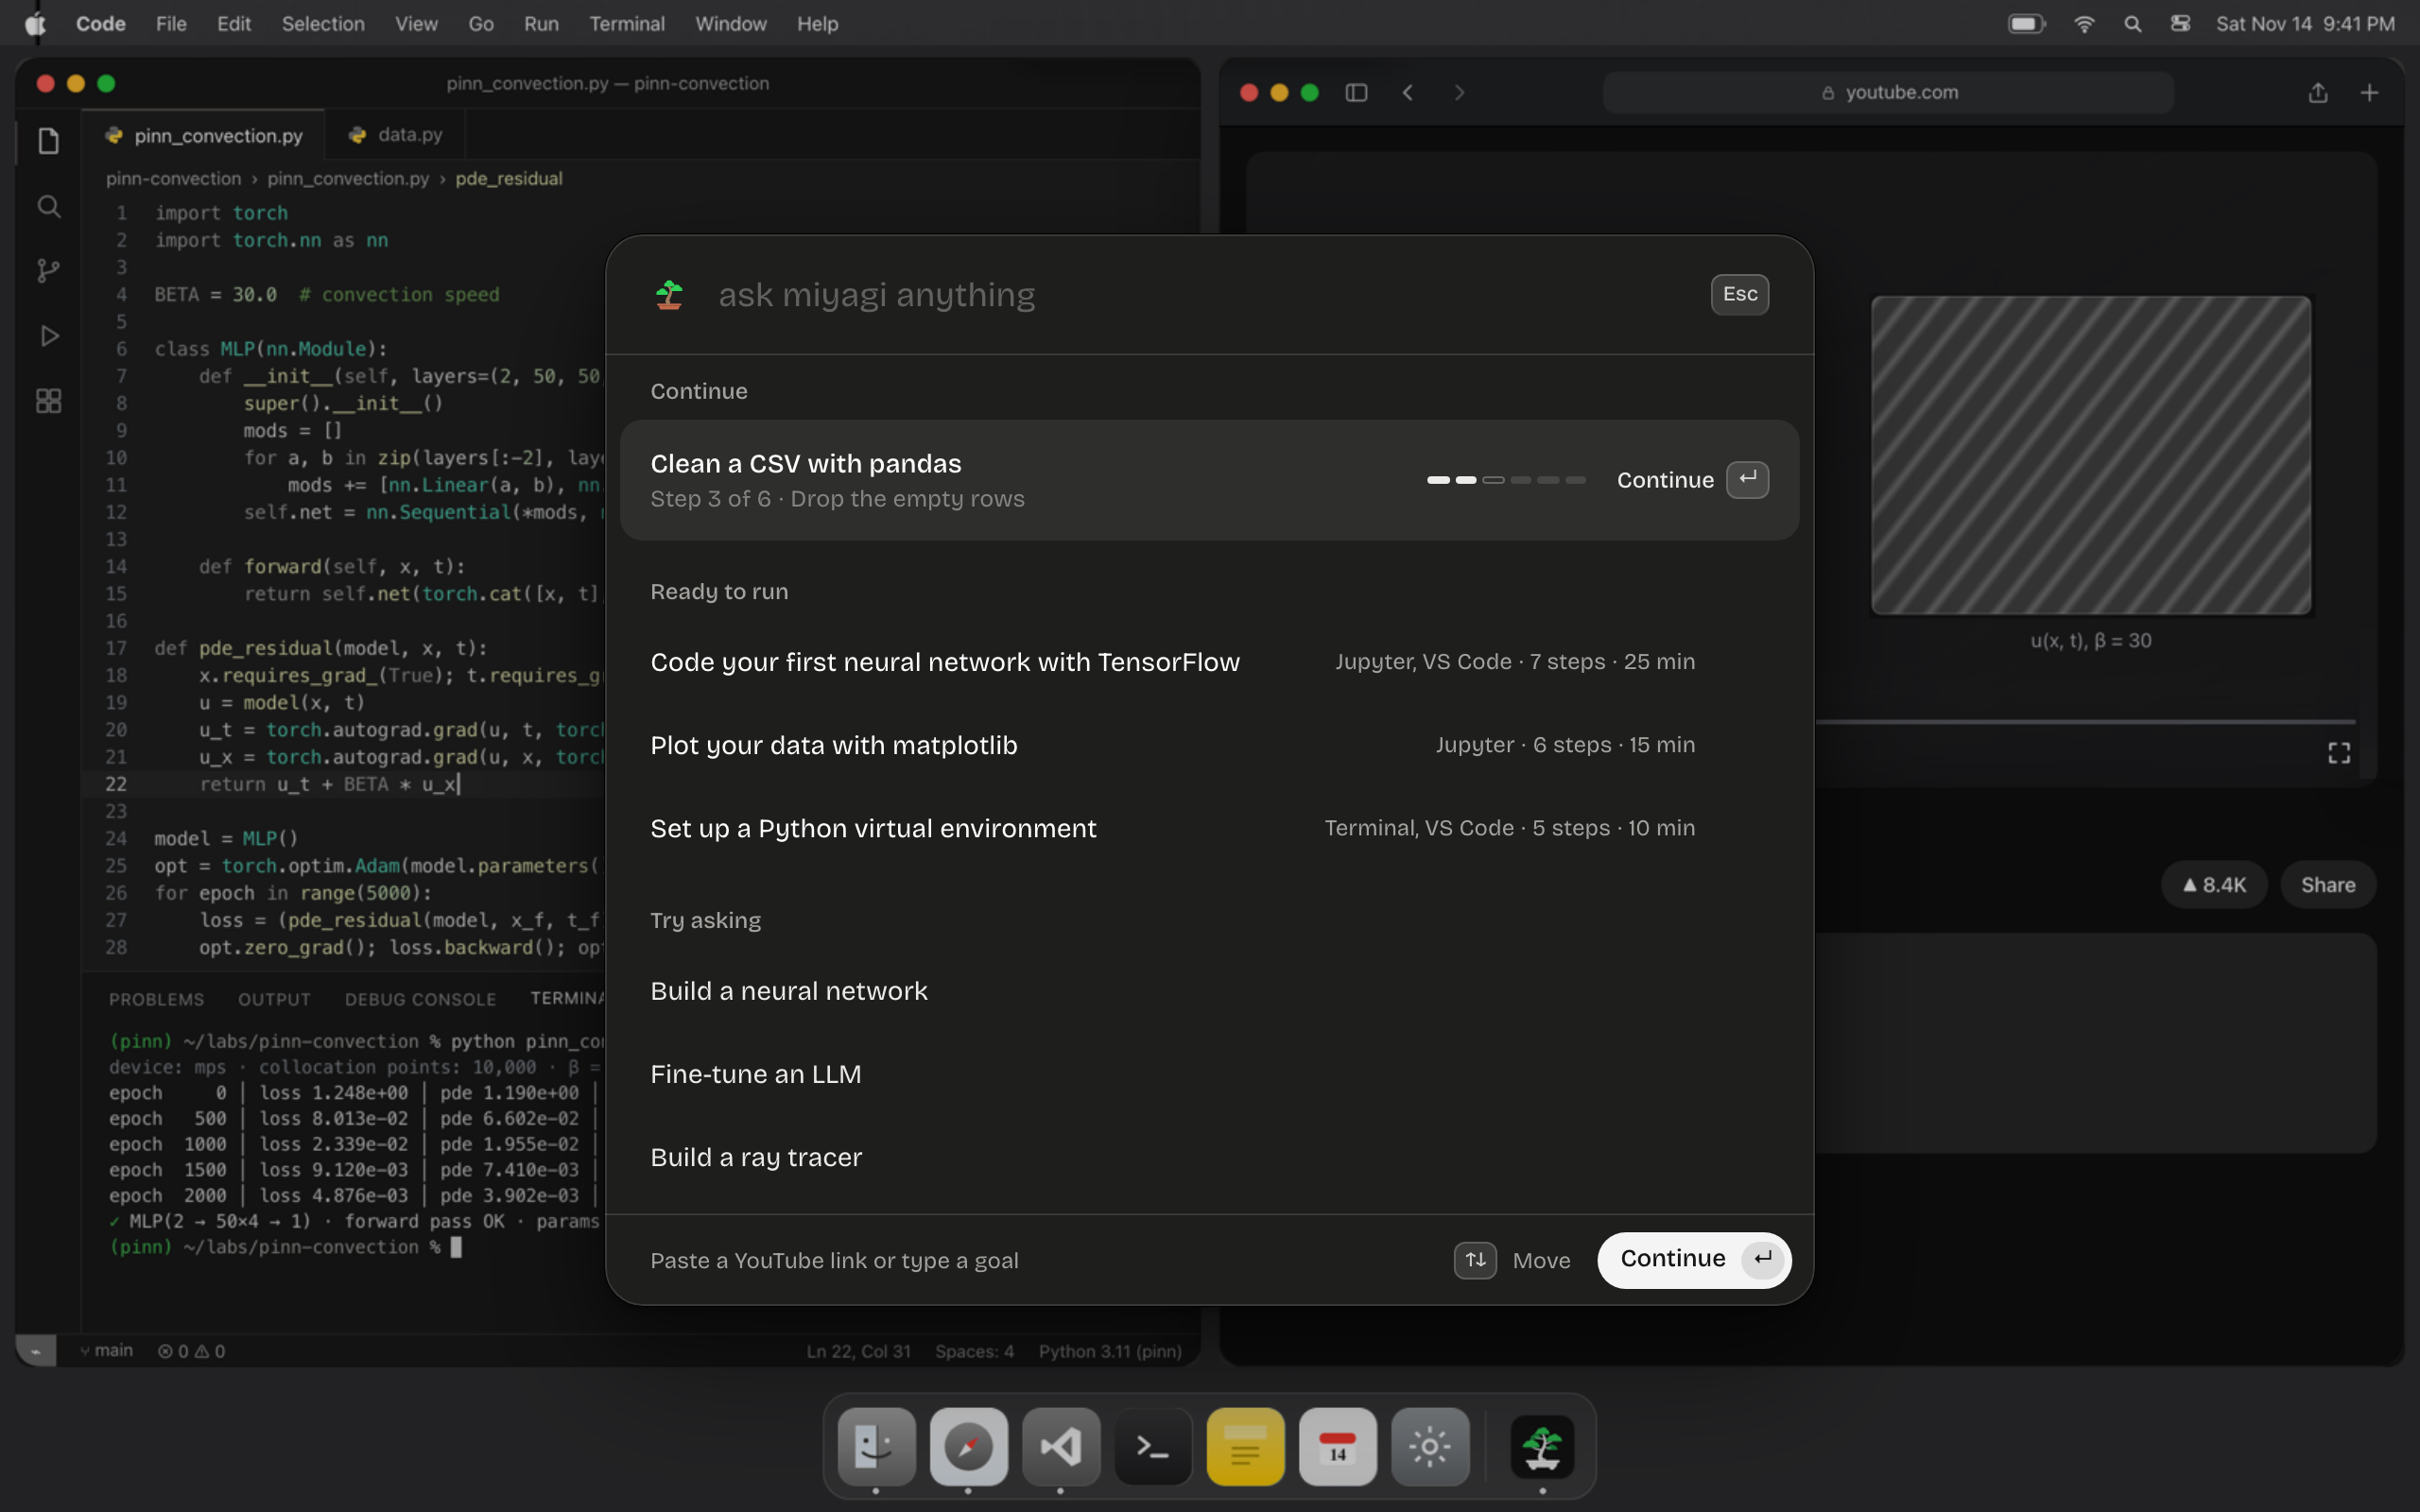 Code File Edit Selection View Go Run Terminal Window Help
Sat Nov 14 9:41 PM
pinn_convection.py — pinn-convection
pinn_convection.py
data.py
pinn-convection › pinn_convection.py › pde_residual
1 import torch
2 import torch.nn as nn
3
4 BETA = 30.0  # convection speed
5
6 class MLP(nn.Module):
7     def __init__(self, layers=(2, 50, 50,
8         super().__init__()
9         mods = []
10         for a, b in zip(layers[:-2], laye
11             mods += [nn.Linear(a, b), nn.
12         self.net = nn.Sequential(*mods,
13
14     def forward(self, x, t):
15         return self.net(torch.cat([x, t]
16
17 def pde_residual(model, x, t):
18     x.requires_grad_(True); t.requires_g
19     u = model(x, t)
20     u_t = torch.autograd.grad(u, t, torc
21     u_x = torch.autograd.grad(u, x, torc
22     return u_t + BETA * u_x
23
24 model = MLP()
25 opt = torch.optim.Adam(model.parameters(
26 for epoch in range(5000):
27     loss = (pde_residual(model, x_f, t_f
28     opt.zero_grad(); loss.backward(); op
PROBLEMS OUTPUT DEBUG CONSOLE TERMINA
(pinn) ~/labs/pinn-convection % python pinn_co
device: mps · collocation points: 10,000 · β =
epoch     0 │ loss 1.248e+00 │ pde 1.190e+00 │
epoch   500 │ loss 8.013e-02 │ pde 6.602e-02 │
epoch  1000 │ loss 2.339e-02 │ pde 1.955e-02 │
epoch  1500 │ loss 9.120e-03 │ pde 7.410e-03 │
epoch  2000 │ loss 4.876e-03 │ pde 3.902e-03 │
✓ MLP(2 → 50×4 → 1) · forward pass OK · params
(pinn) ~/labs/pinn-convection %
main 0 0
Ln 22, Col 31 Spaces: 4 Python 3.11 (pinn)
youtube.com
u(x, t), β = 30
▲ 8.4K
Share
ask miyagi anything
Esc
Continue
Clean a CSV with pandas
Step 3 of 6 · Drop the empty rows
Continue ↵
Ready to run
Code your first neural network with TensorFlow
Jupyter, VS Code · 7 steps · 25 min
Plot your data with matplotlib
Jupyter · 6 steps · 15 min
Set up a Python virtual environment
Terminal, VS Code · 5 steps · 10 min
Try asking
Build a neural network
Fine-tune an LLM
Build a ray tracer
Paste a YouTube link or type a goal
↑↓ Move
Continue ↵
>_
14